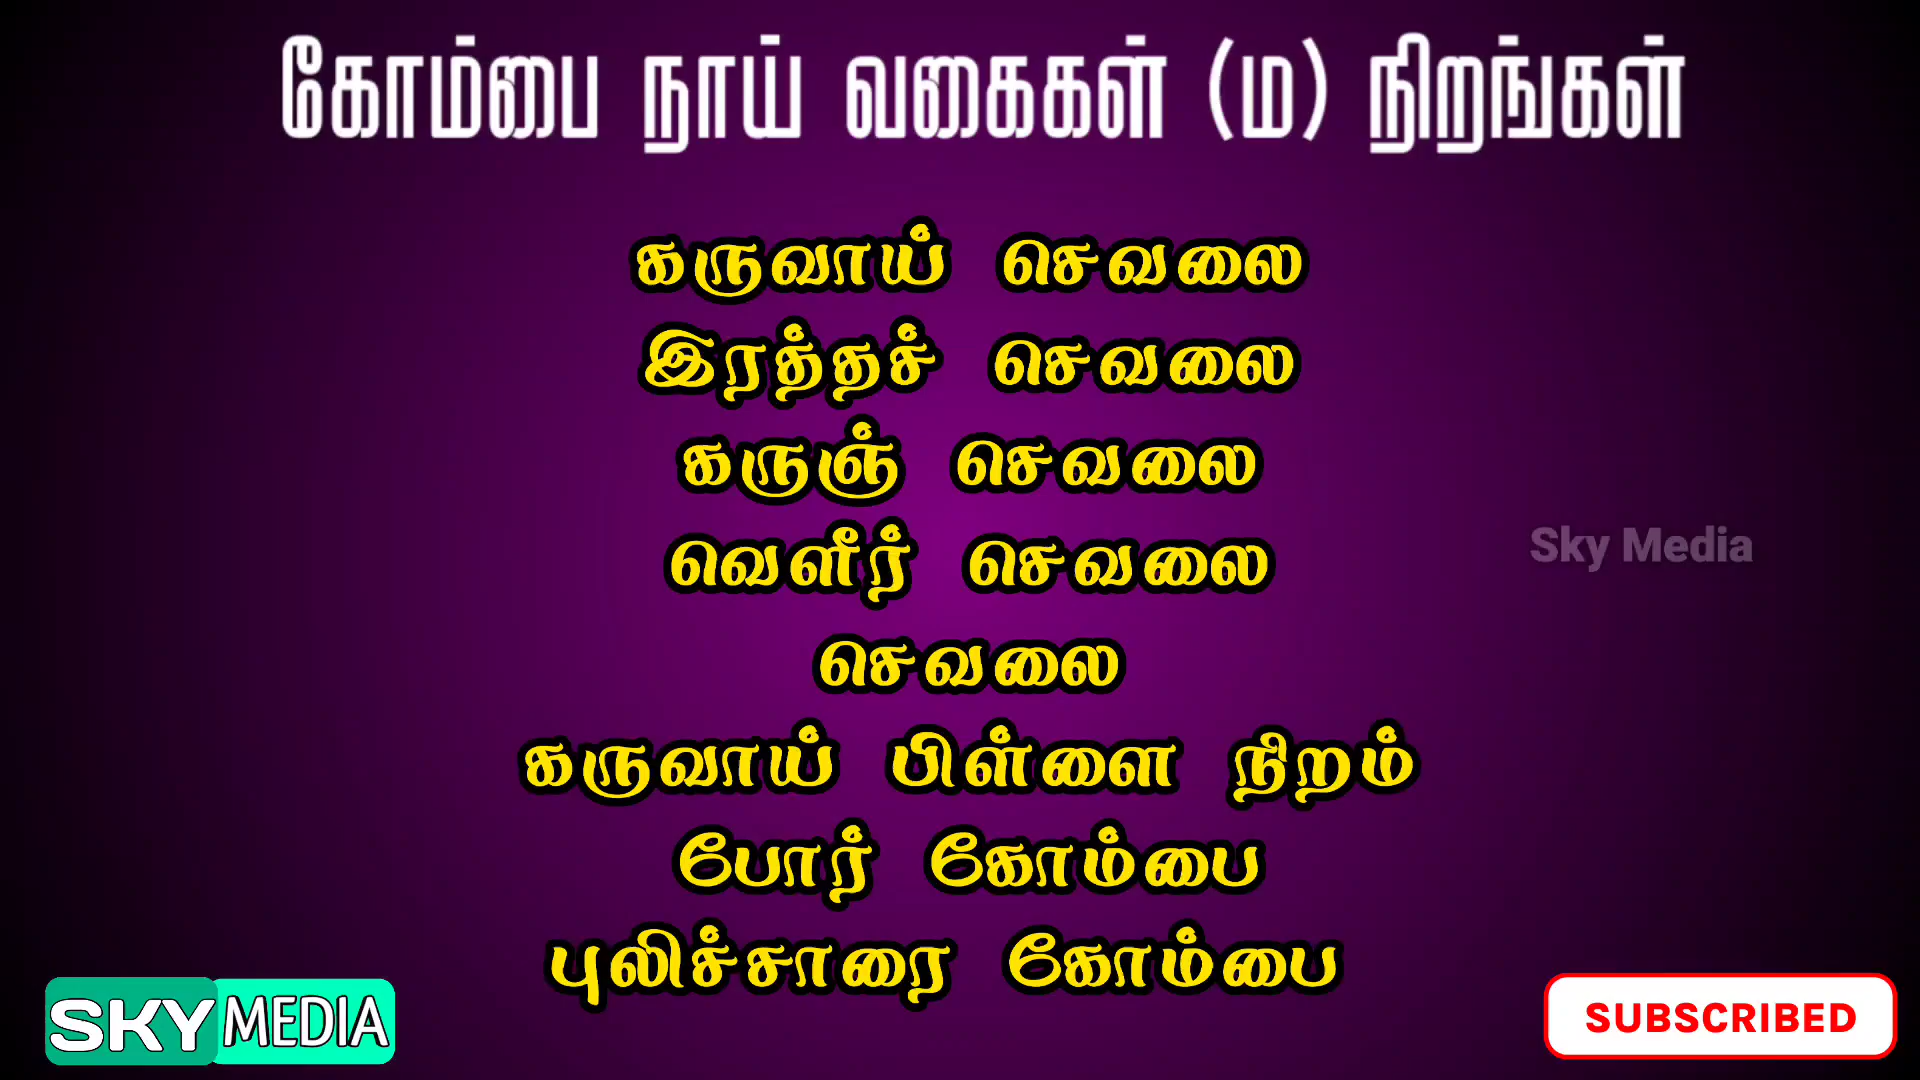 கோம்பை நாய் வகைகள் (ம) நிறங்கள்
கருவாய் செவலை
இரத்தச் செவலை
கருஞ் செவலை
வெளீர் செவலை
Sky Media
செவலை
கருவாய் பிள்ளை நிறம்
போர் கோம்பை
புலிச்சாரை கோம்பை
SKY MEDIA
SUBSCRIBED